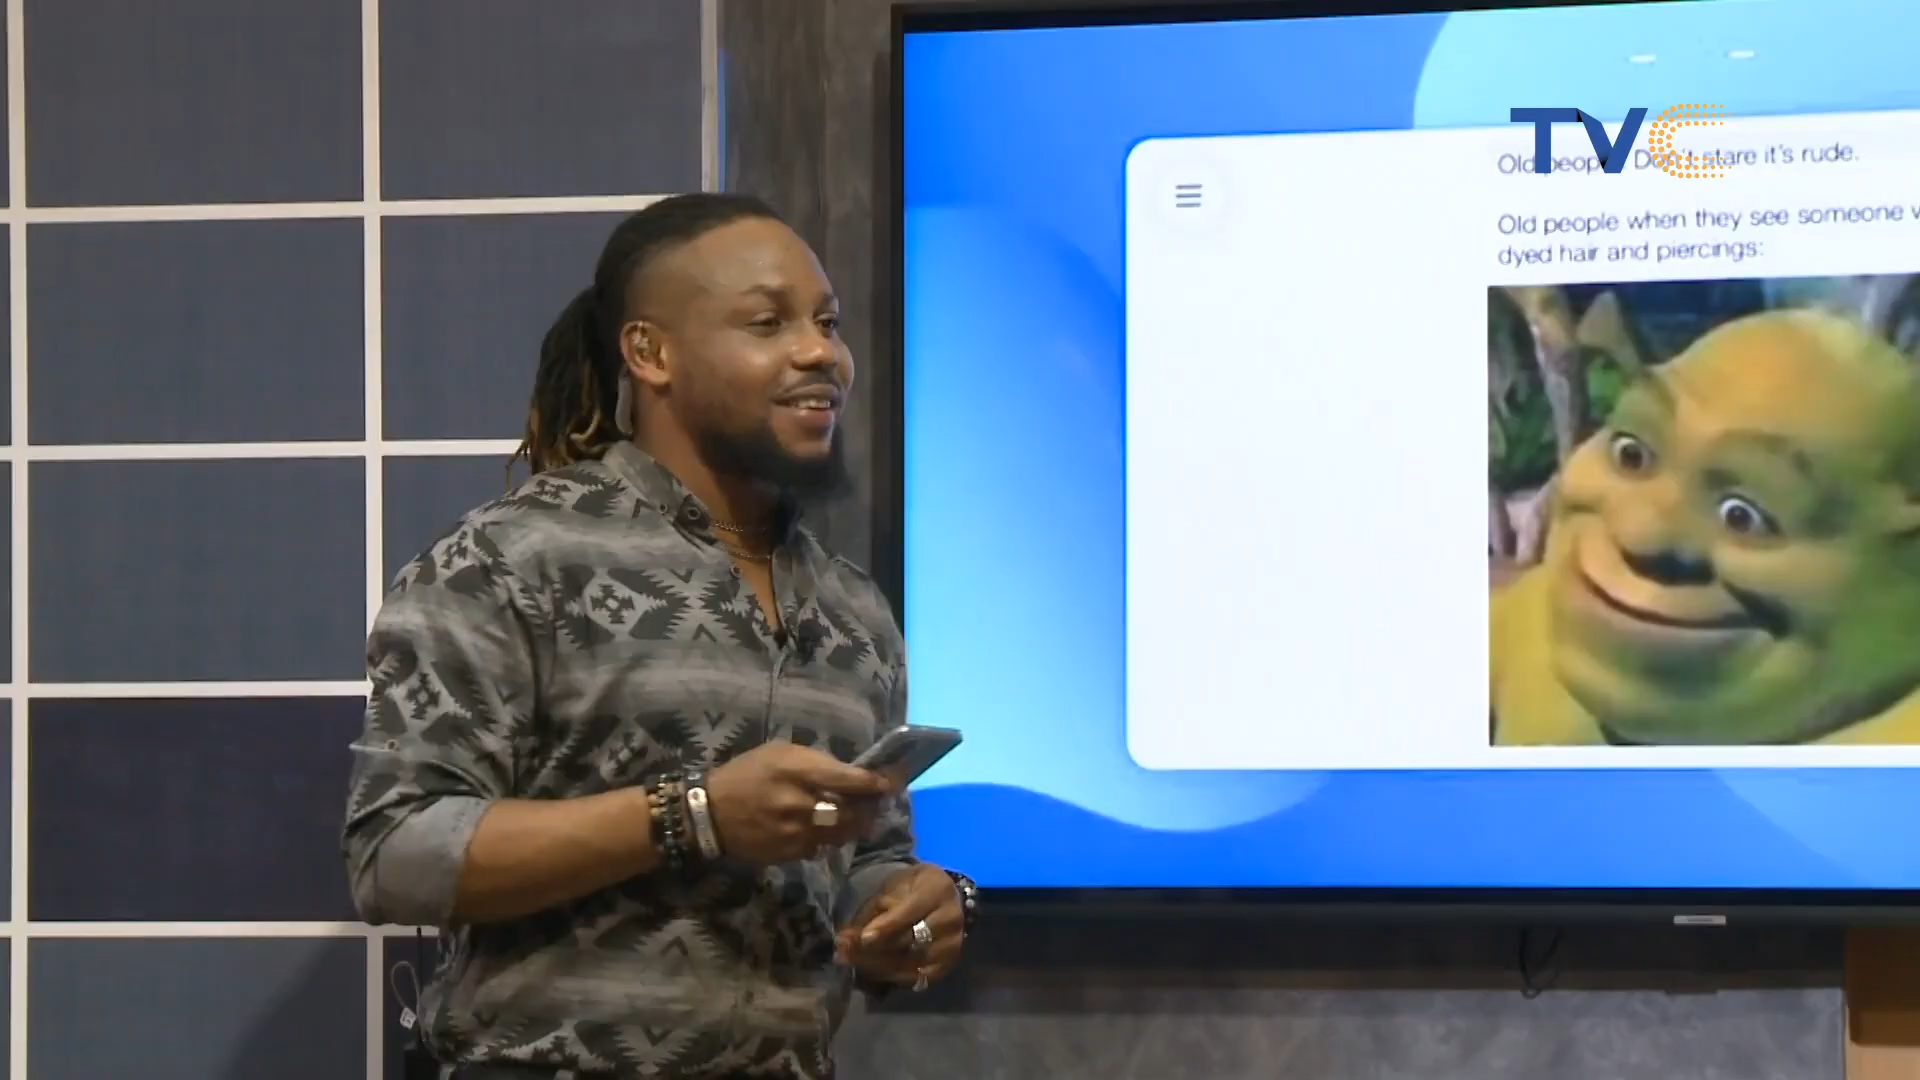 TVC
Old people: Don't stare it's rude.
Old people when they see someone
dyed hair and piercings: